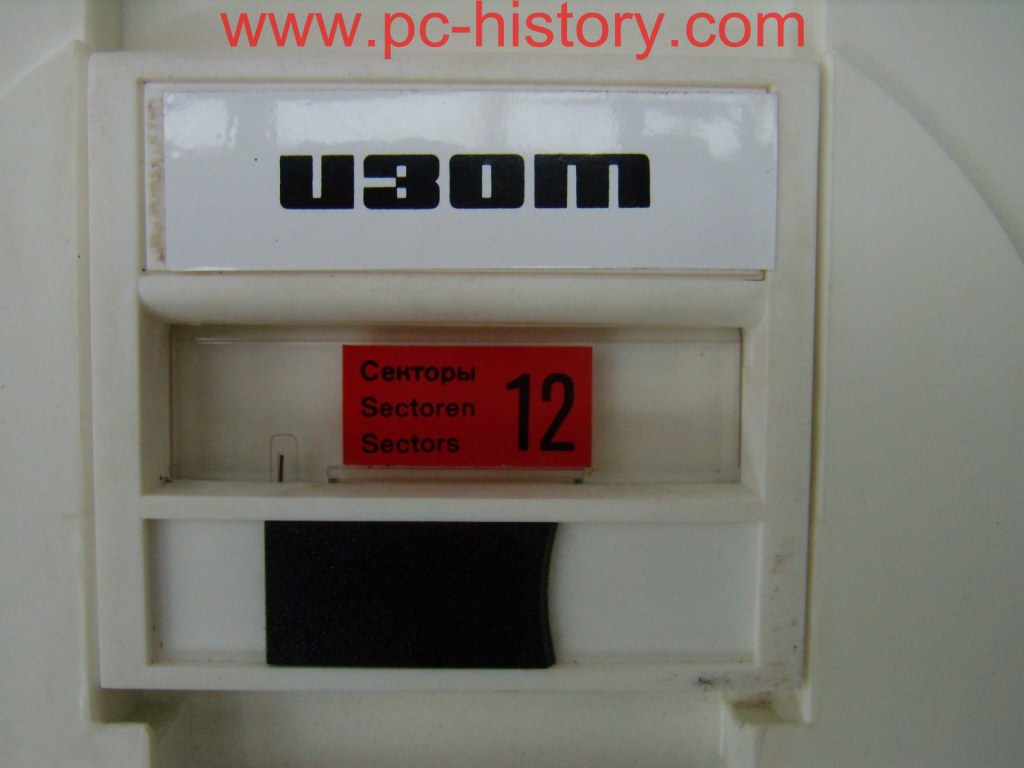 www.pc-history.com
изот
Секторы
Sectoren
Sectors
12